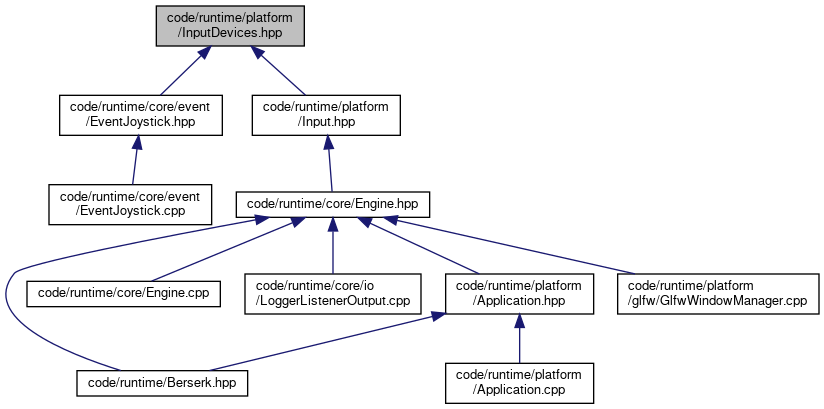 code/runtime/platform
/InputDevices.hpp
code/runtime/core/event
/EventJoystick.hpp
code/runtime/platform
/Input.hpp
code/runtime/core/event
/EventJoystick.cpp
code/runtime/core/Engine.hpp
code/runtime/core/Engine.cpp
code/runtime/core/io
/LoggerListenerOutput.cpp
code/runtime/platform
/Application.hpp
code/runtime/platform
/glfw/GlfwWindowManager.cpp
code/runtime/Berserk.hpp
code/runtime/platform
/Application.cpp